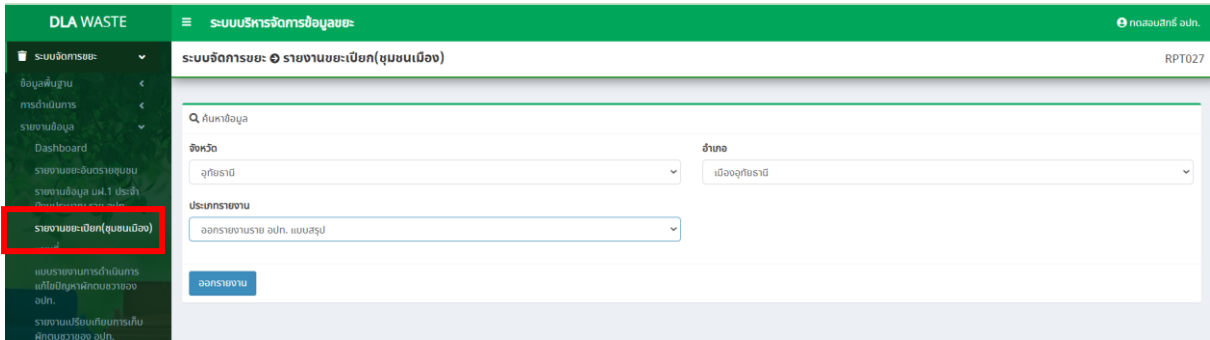 DLA WASTE
ระบบบริหารจัดการข้อมูลขยะ
ทดสอบสิทธิ์ อปท.
ระบบจัดการขยะ
ระบบจัดการขยะ รายงานขยะเปียก(ชุมชนเมือง)
RPT027
ข้อมูลพื้นฐาน
การดำเนินการ
รายงานข้อมูล
Dashboard
รายงานขยะอันตรายชุมชน
รายงานข้อมูล มฝ.1 ประจำ
รายงานขยะเปียก(ชุมชนเมือง)
แบบรายงานการดำเนินการ
แก้ไขปัญหาผักตบชวาของ
อปท.
รายงานเปรียบเทียบการเก็บ
ผักตบชวาของ อปท.
ค้นหาข้อมูล
จังหวัด
อำเภอ
อุทัยธานี
เมืองอุทัยธานี
ประเภทรายงาน
ออกรายงานราย อปท. แบบสรุป
ออกรายงาน